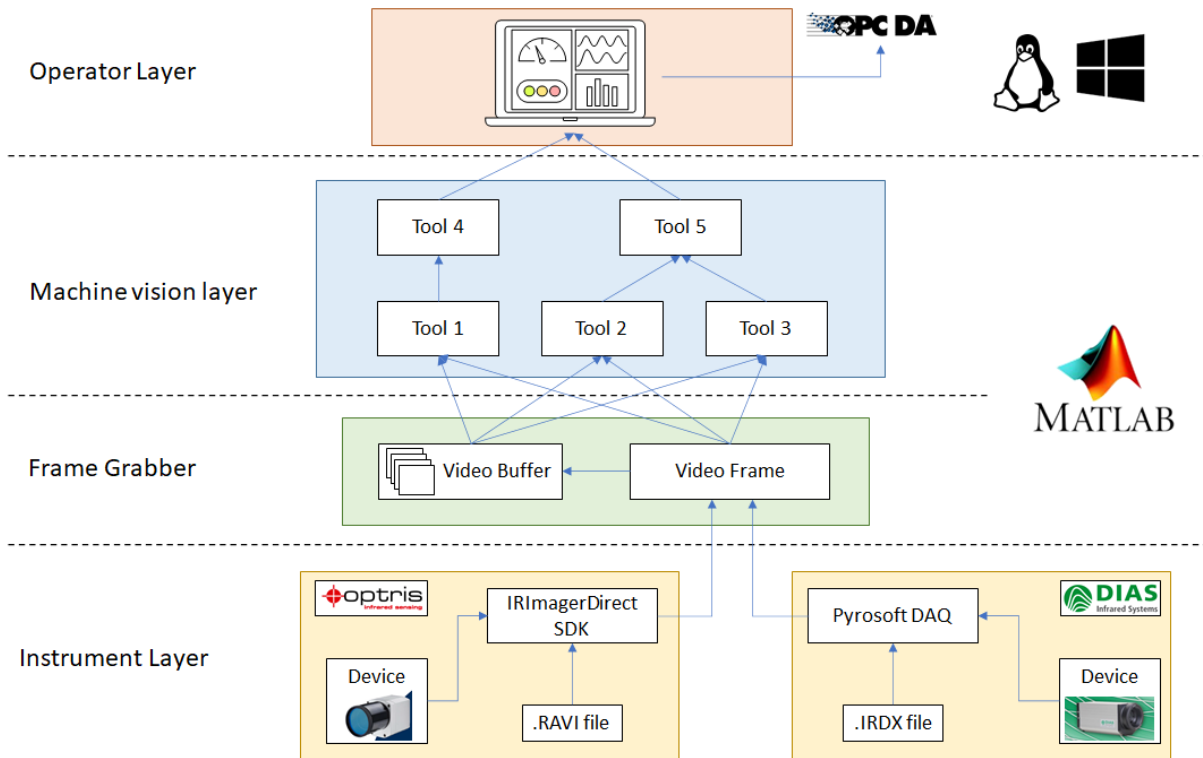 OPC DA
Operator Layer
Tool 4
Tool 5
Machine vision layer
Tool 1
Tool 2
Tool 3
MATLAB
Frame Grabber
Video Buffer
Video Frame
optris
infrared sensing
IRImagerDirect
SDK
DIAS
Infrared Systems
Pyrosoft DAQ
Instrument Layer
Device
.RAVI file
.IRDX file
Device